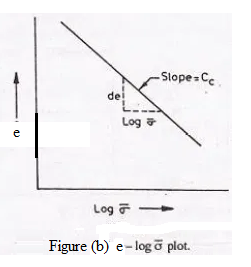 Slope=Cc
de
Log σ̅
e
Log σ̅
Figure (b) e – log σ̅ plot.